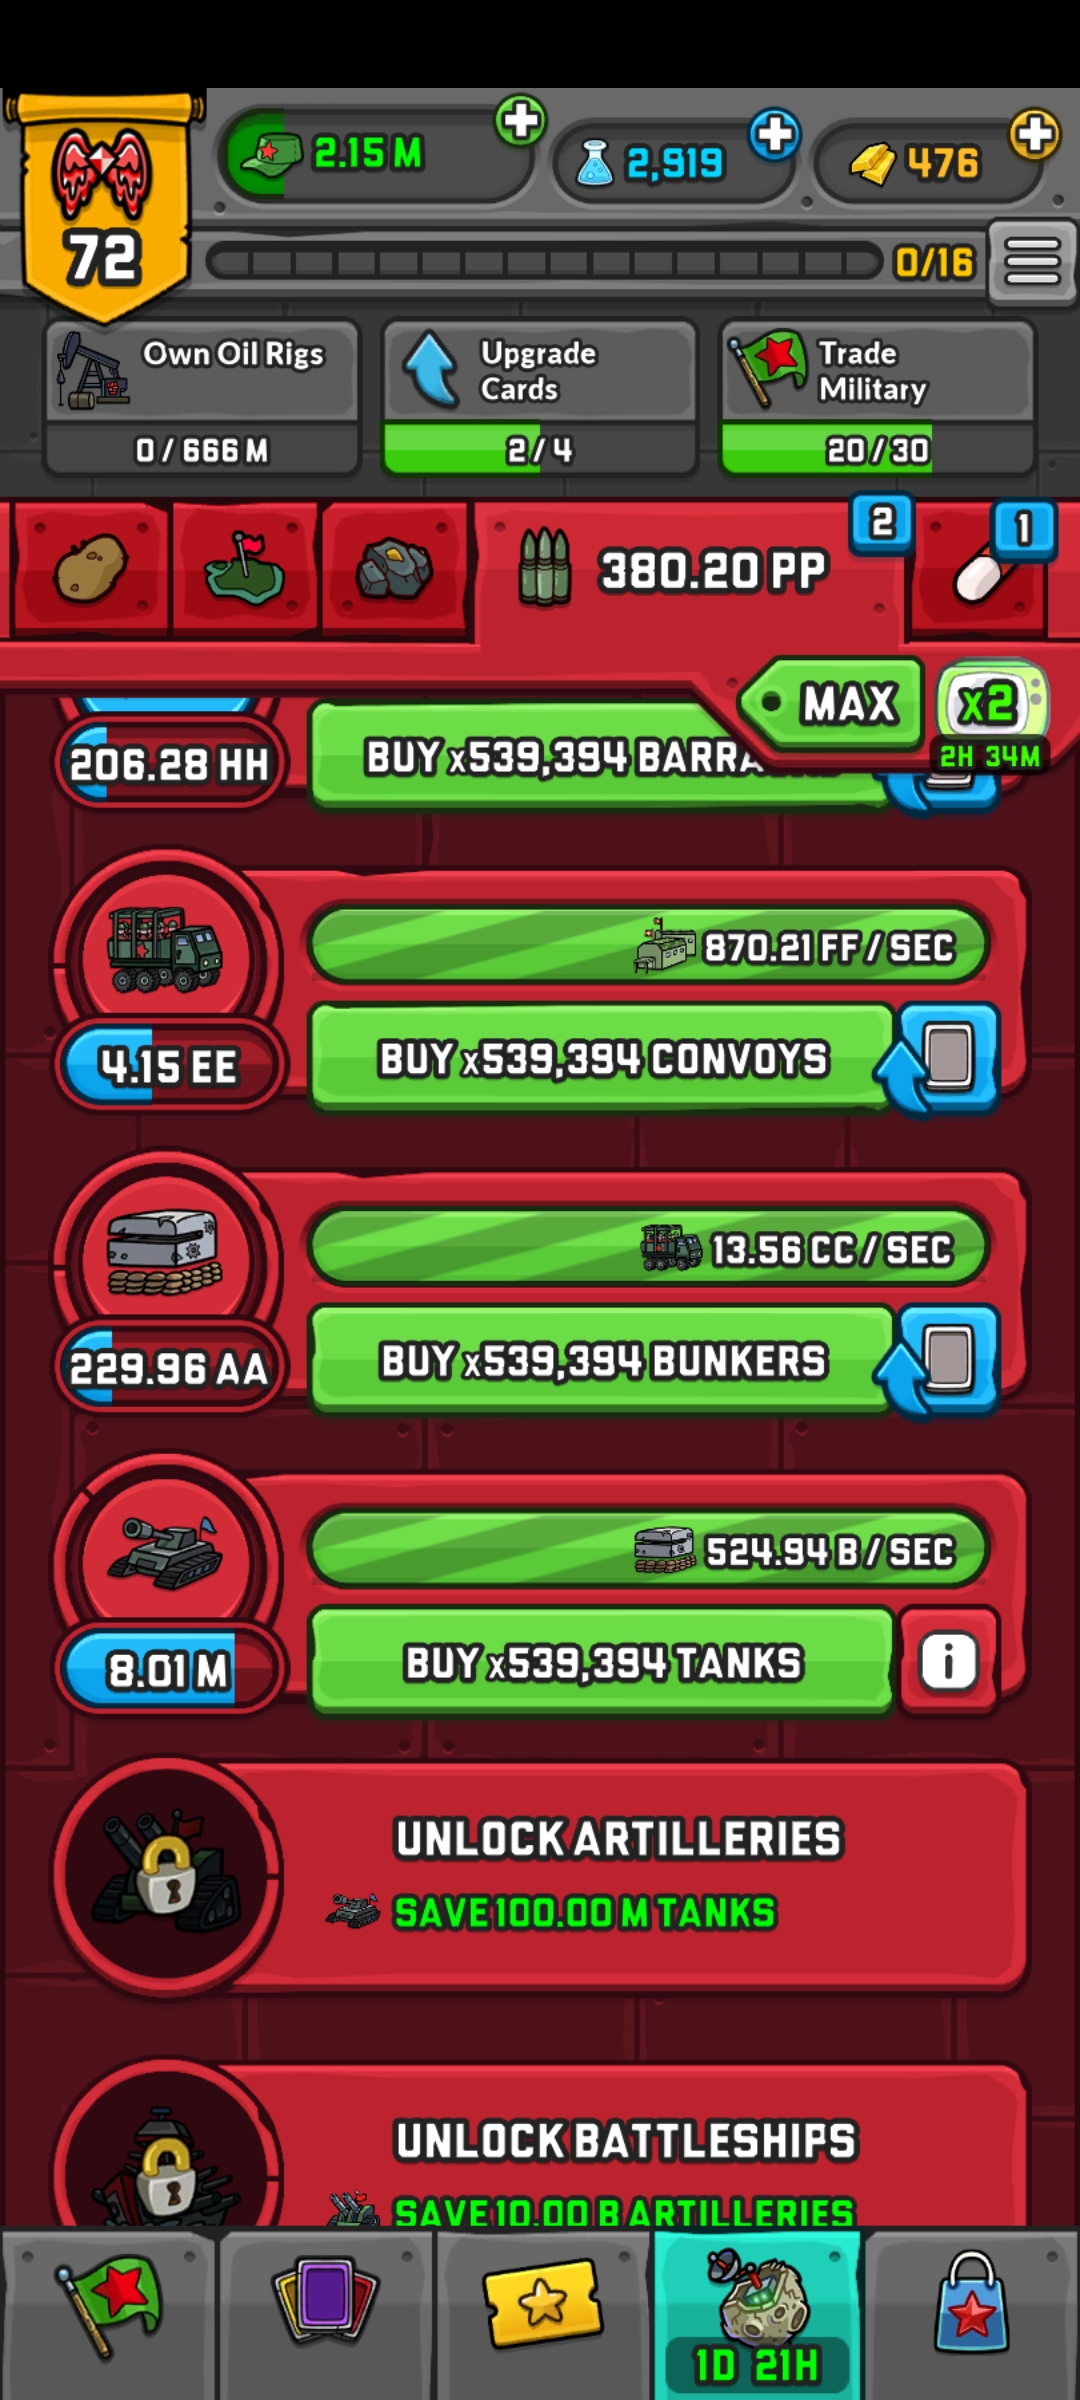 2.15 M
2,919
476
72
0/16
Own Oil Rigs
0 / 666 M
Upgrade
Cards
2 / 4
Trade
Military
20 / 30
380.20 PP
2
1
MAX
x2
2H 34M
206.28 HH
BUY x539,394 BARRA
870.21 FF / SEC
4.15 EE
BUY x539,394 CONVOYS
13.56 CC / SEC
229.96 AA
BUY x539,394 BUNKERS
524.94 B / SEC
8.01 M
BUY x539,394 TANKS
i
UNLOCK ARTILLERIES
SAVE 100.00 M TANKS
UNLOCK BATTLESHIPS
SAVE 10.00 B ARTILLERIES
1D 21H